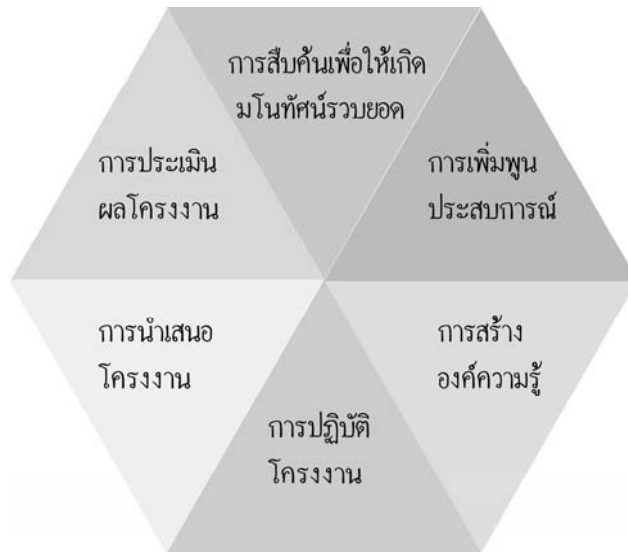 การสืบค้นเพื่อให้เกิด
มโนทัศน์รวบยอด
การเพิ่มพูน
ประสบการณ์
การสร้าง
องค์ความรู้
การปฏิบัติ
โครงงาน
การนำเสนอ
โครงงาน
การประเมิน
ผลโครงงาน